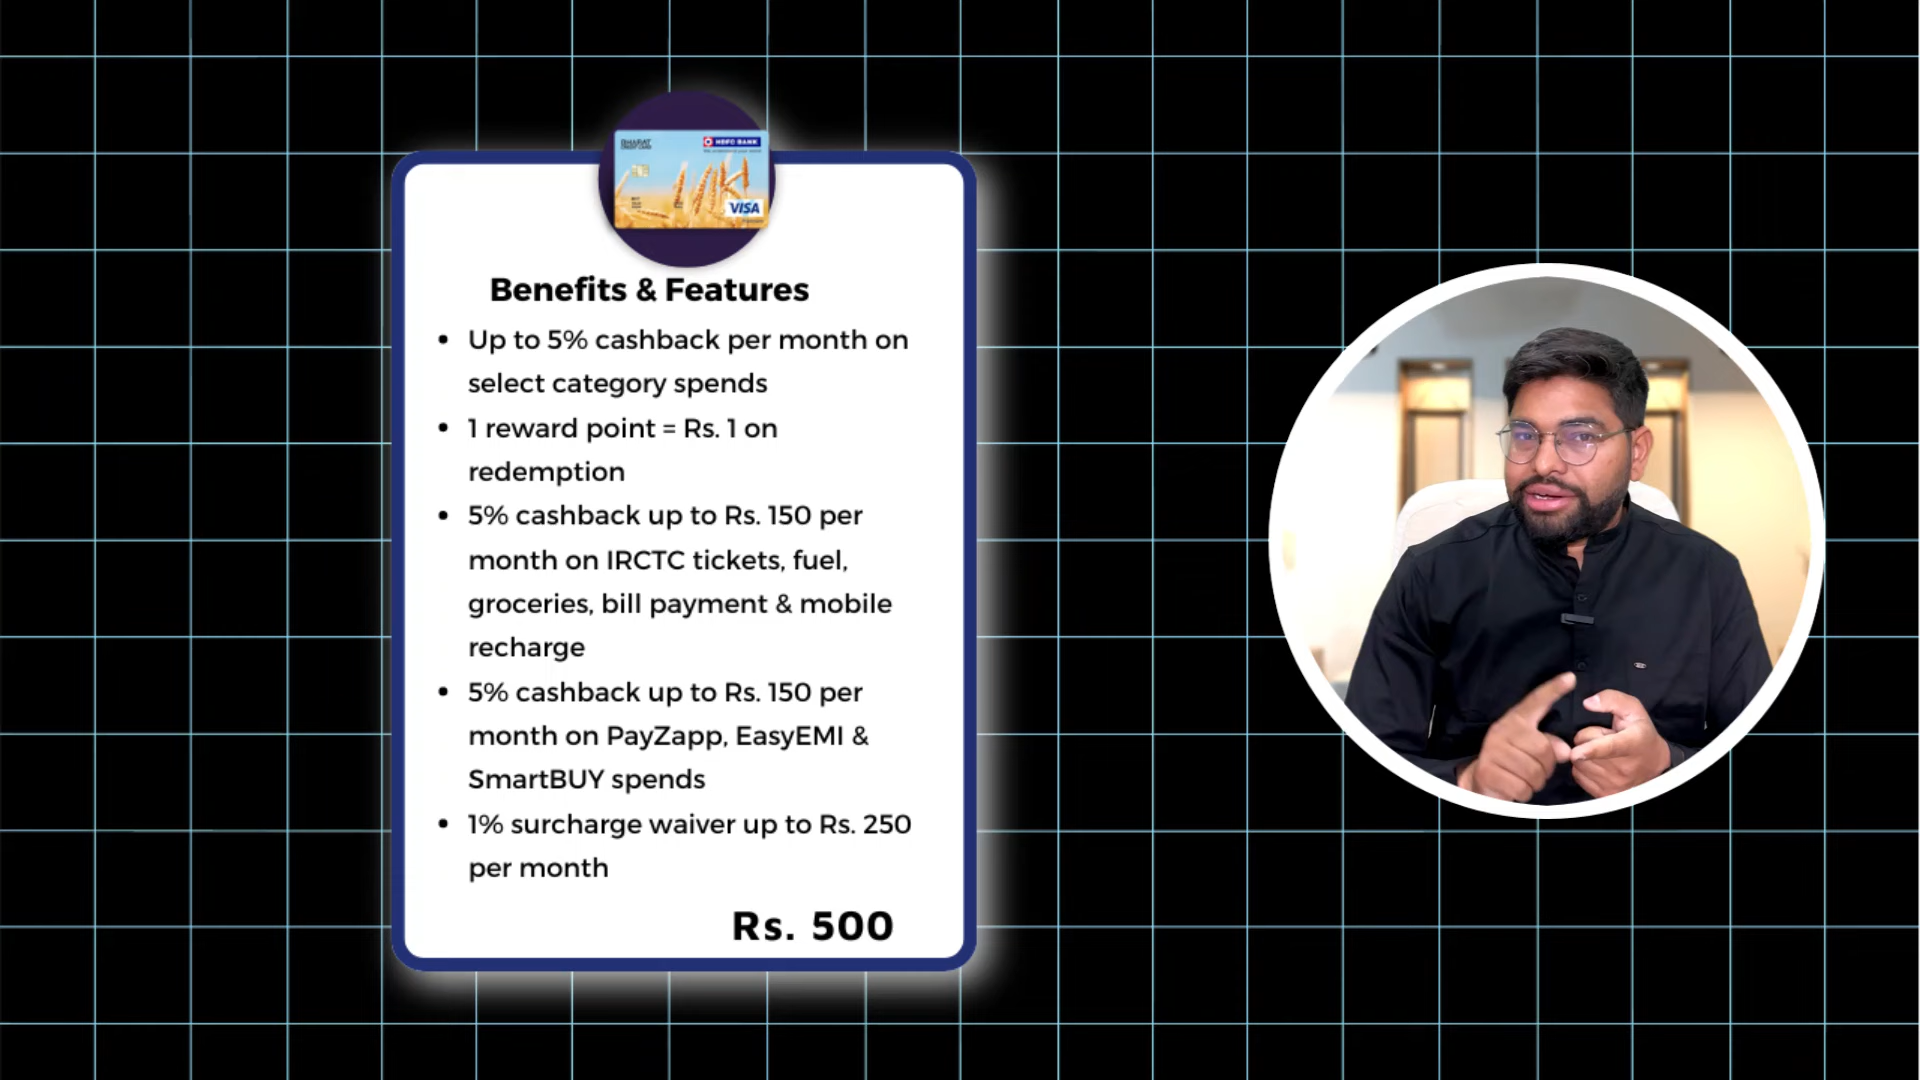 BHARAT
CREDIT CARD
HDFC BANK
VISA
Benefits & Features
• Up to 5% cashback per month on
select category spends
• 1 reward point = Rs. 1 on
redemption
• 5% cashback up to Rs. 150 per
month on IRCTC tickets, fuel,
groceries, bill payment & mobile
recharge
• 5% cashback up to Rs. 150 per
month on PayZapp, EasyEMI &
SmartBUY spends
• 1% surcharge waiver up to Rs. 250
per month
Rs. 500